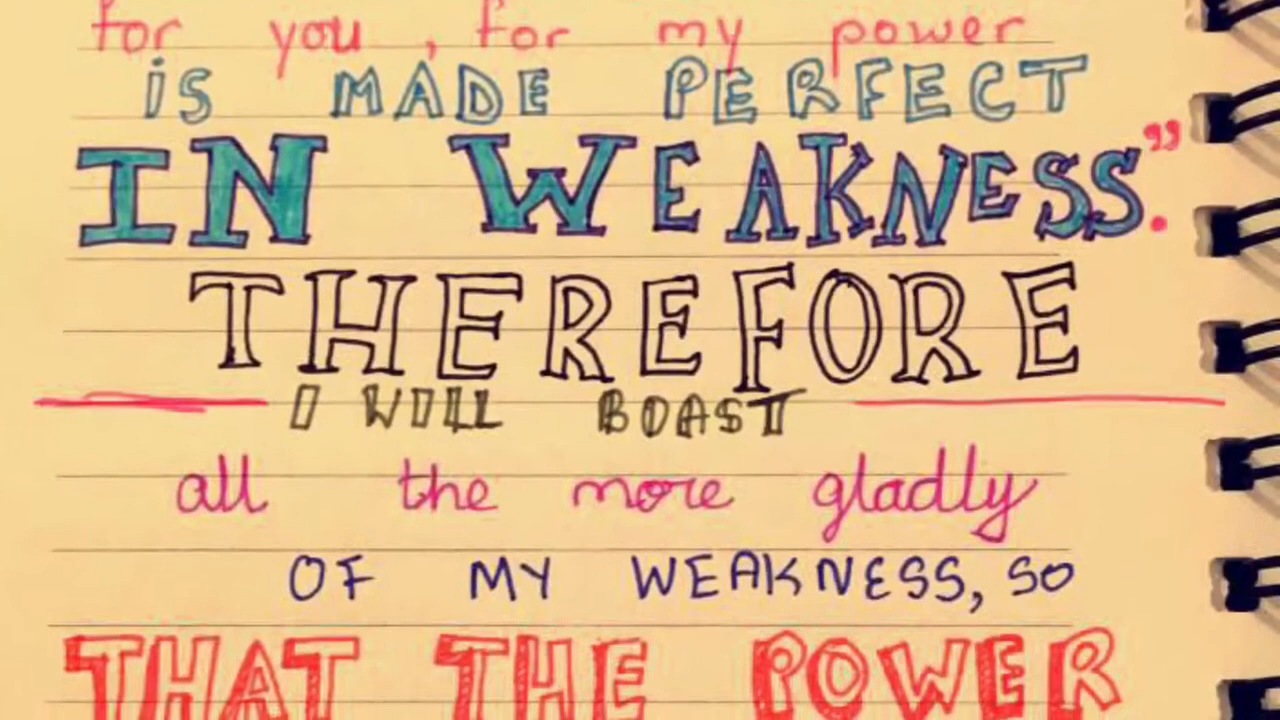 for you, for my power
is MADE PERFECT
IN WEAKNESS."
THEREFORE
I WILL BOAST
all the more gladly
OF MY WEAKNESS, SO
THAT THE POWER